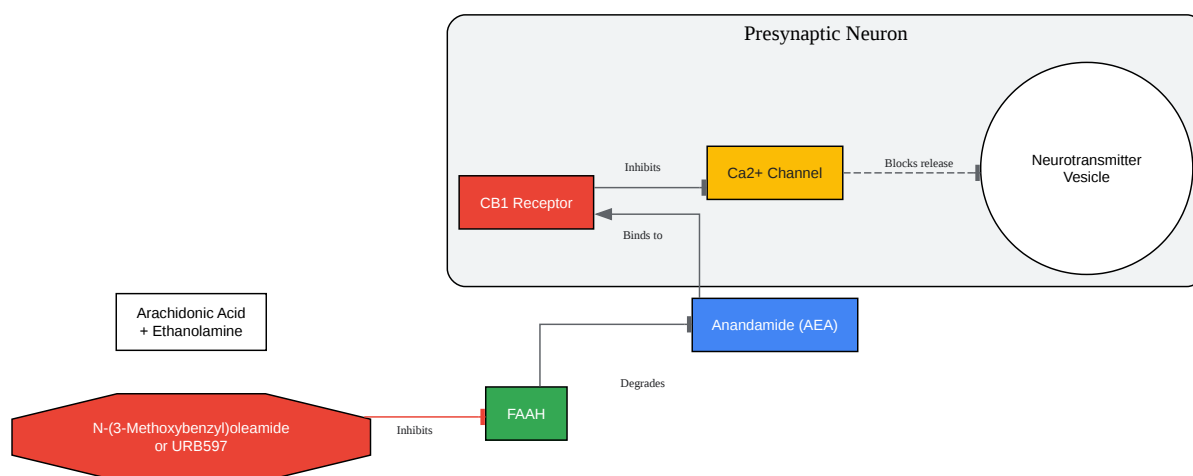 Presynaptic Neuron
Inhibits
Ca2+ Channel
Blocks release
Neurotransmitter
Vesicle
CB1 Receptor
Binds to
Arachidonic Acid
+ Ethanolamine
Anandamide (AEA)
Degrades
FAAH
N-(3-Methoxybenzyl)oleamide
or URB597
Inhibits